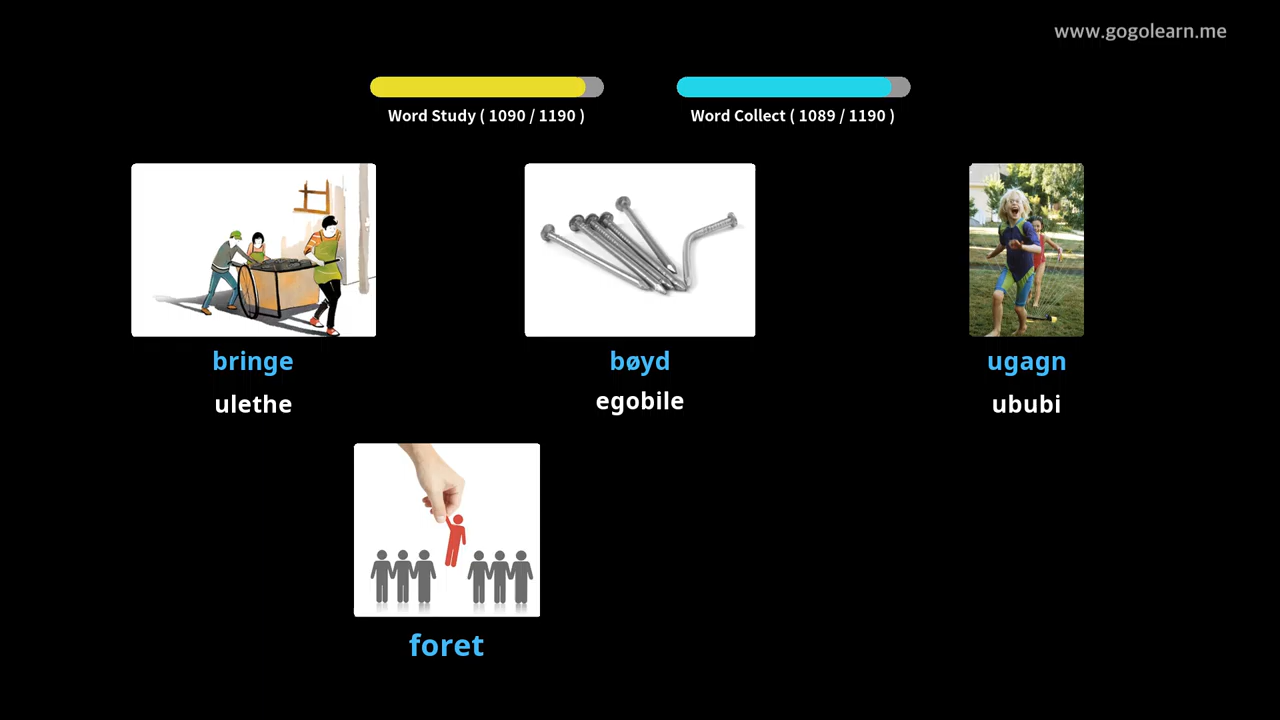 www.gogolearn.me
Word Study ( 1090 / 1190 )
Word Collect ( 1089 / 1190 )
bringe
bøyd
ugagn
ulethe
egobile
ububi
foret